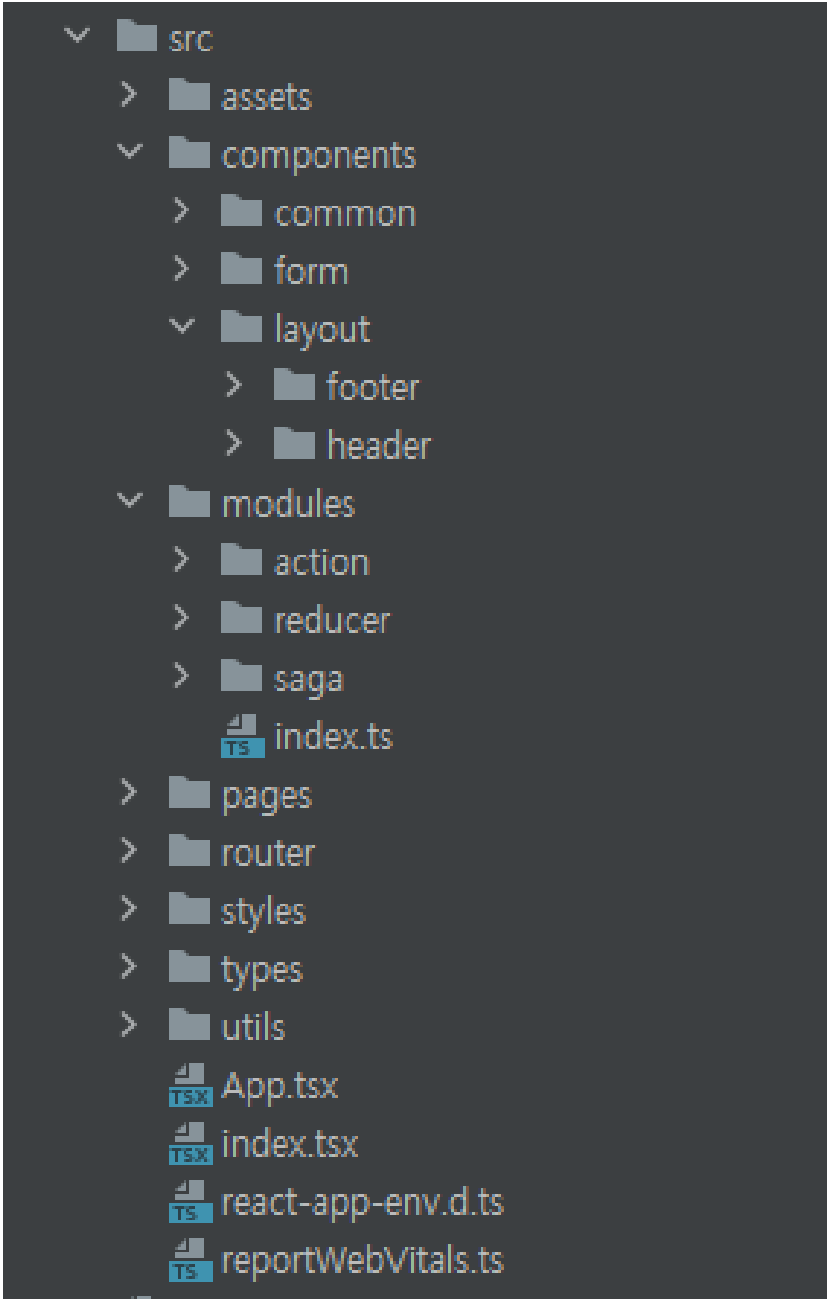 src
assets
components
common
form
layout
footer
header
modules
action
reducer
saga
TS index.ts
pages
router
styles
types
utils
TSX App.tsx
TSX index.tsx
TS react-app-env.d.ts
TS reportWebVitals.ts